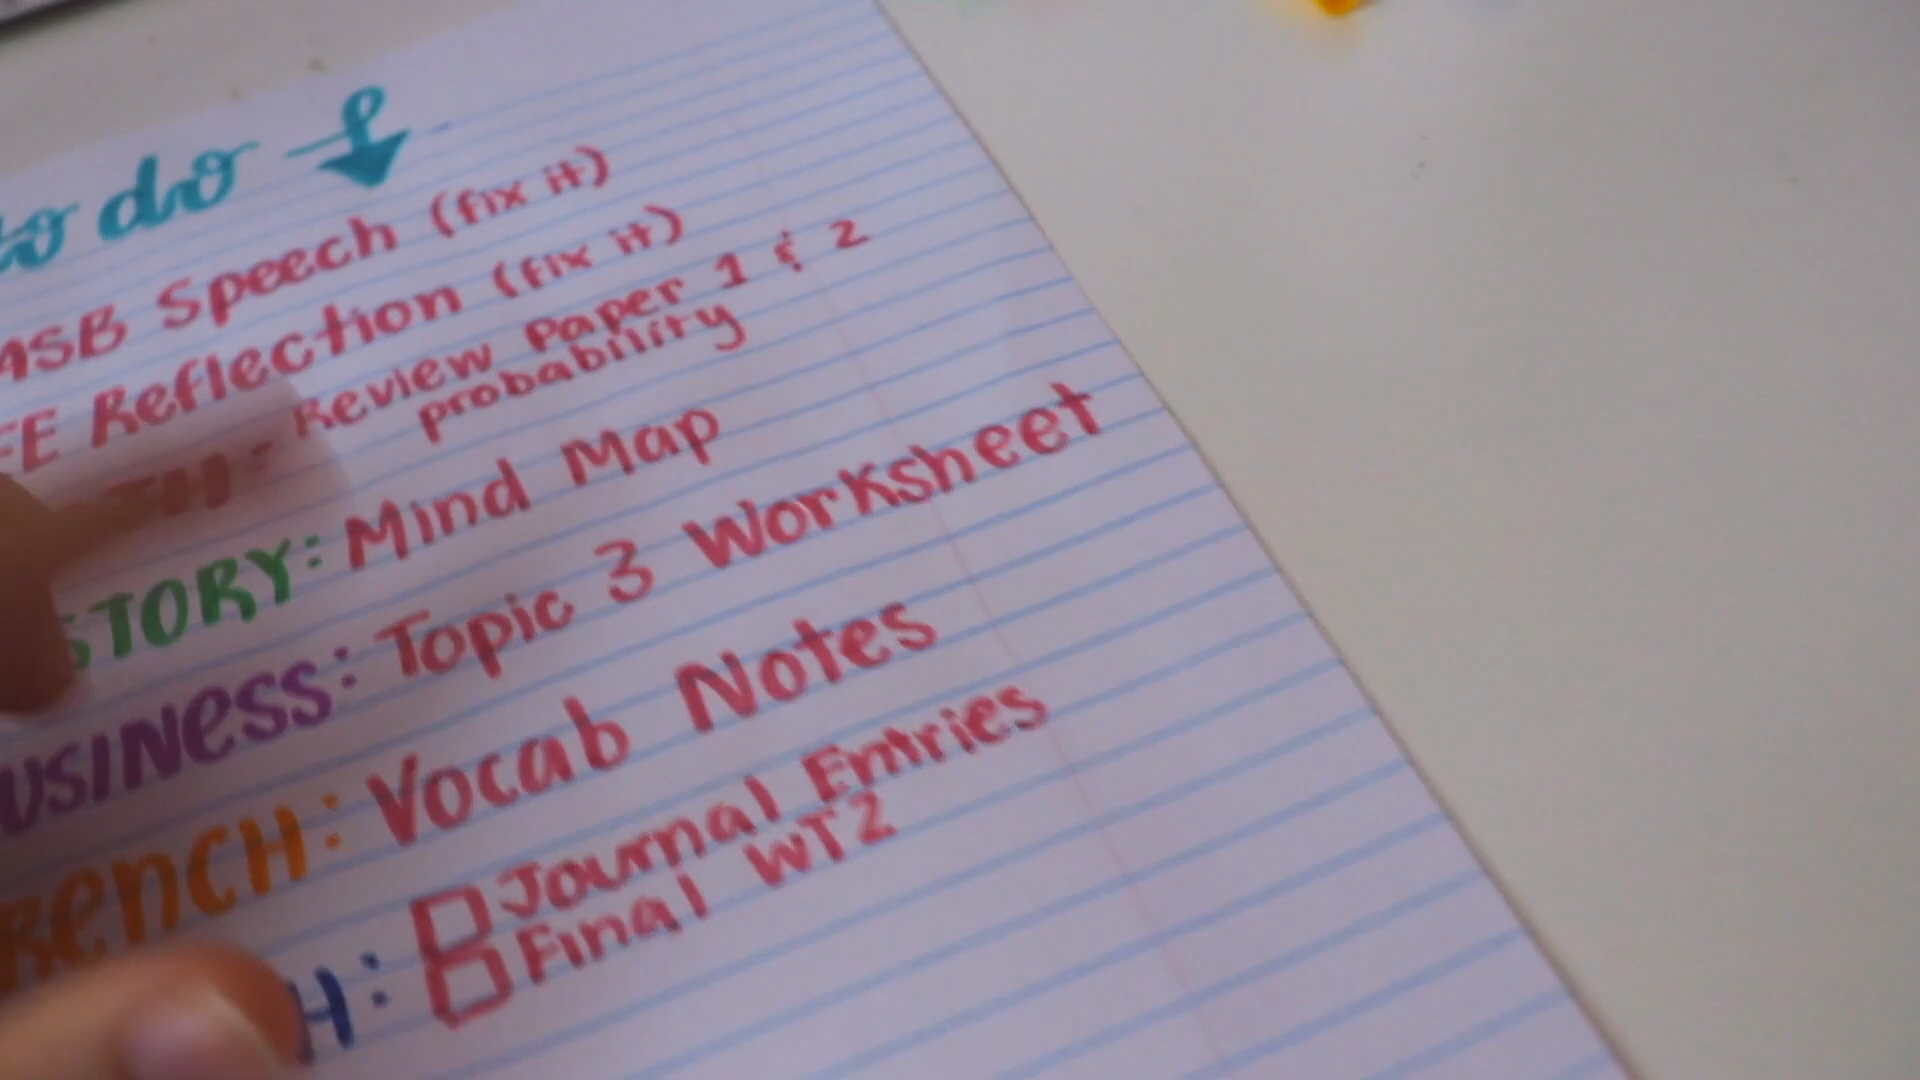 to do
ASB Speech (fix it)
Reflection (fix it)
Review Paper 1 & 2
probability
STORY: Mind Map
USINESS: Topic 3 Worksheet
RENCH: Vocab Notes
H: Journal Entries
Final WT2